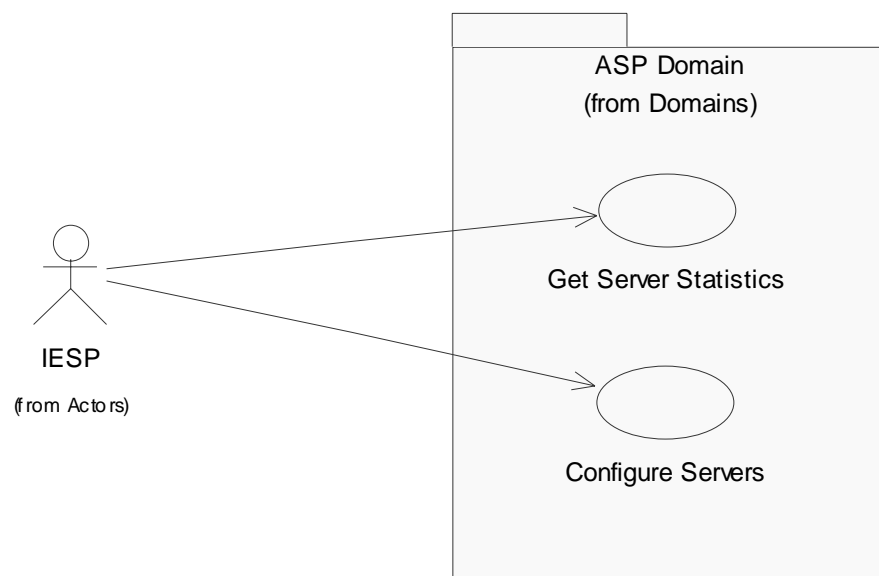 ASP Domain
(from Domains)
Get Server Statistics
IESP
(from Actors)
Configure Servers